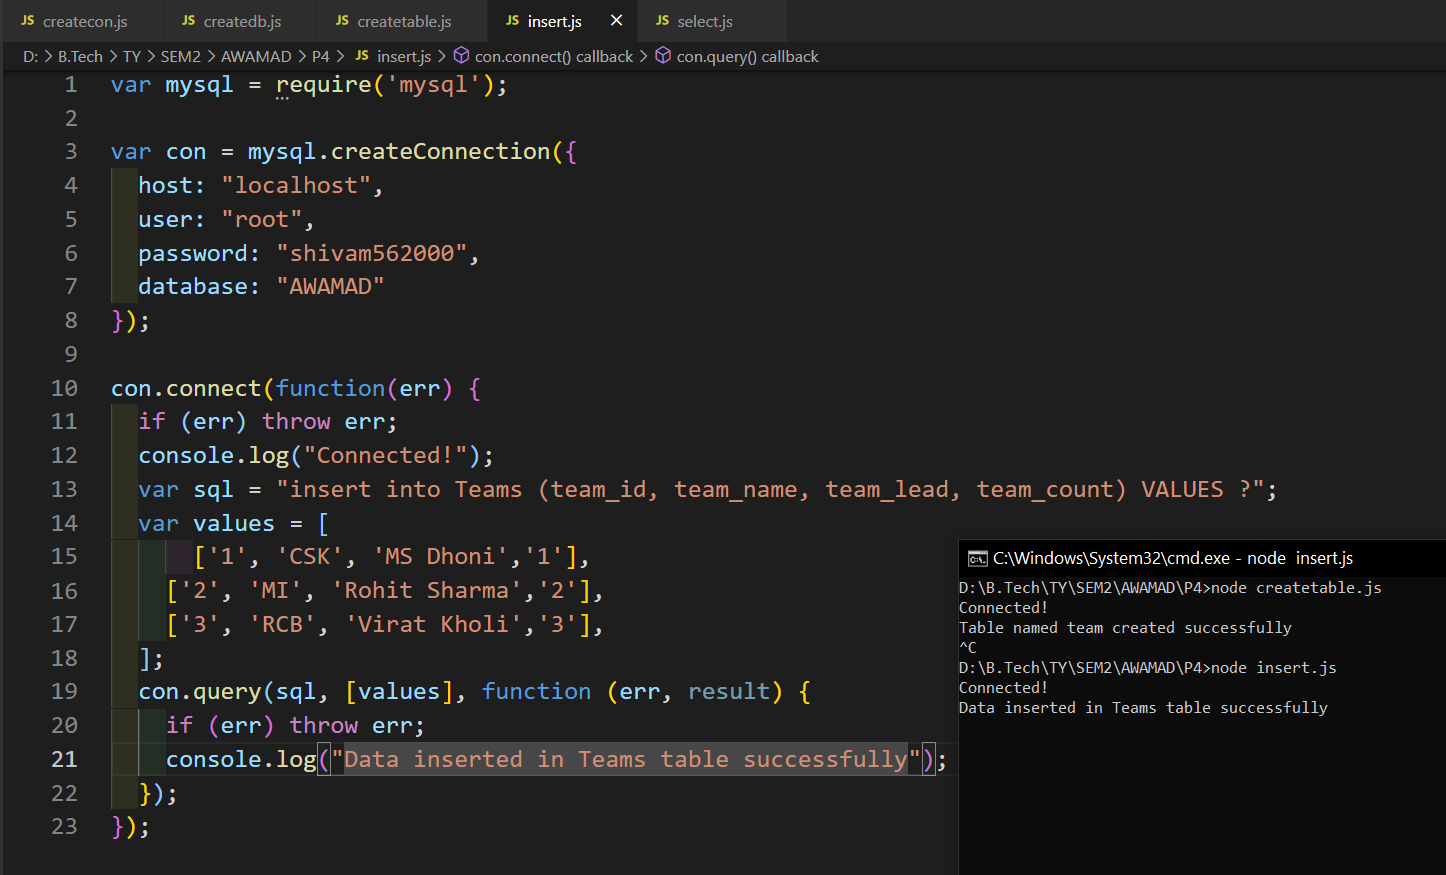 JS createcon.js JS createdb.js JS createtable.js JS insert.js × JS select.js
D: > B.Tech > TY > SEM2 > AWAMAD > P4 > JS insert.js > con.connect() callback > con.query() callback
1 var mysql = require('mysql');
2
3 var con = mysql.createConnection({
4 host: "localhost",
5 user: "root",
6 password: "shivam562000",
7 database: "AWAMAD"
8 });
9
10 con.connect(function(err) {
11 if (err) throw err;
12 console.log("Connected!");
13 var sql = "insert into Teams (team_id, team_name, team_lead, team_count) VALUES ?";
14 var values = [
15 ['1', 'CSK', 'MS Dhoni','1'],
16 ['2', 'MI', 'Rohit Sharma','2'],
17 ['3', 'RCB', 'Virat Kholi','3'],
18 ];
19 con.query(sql, [values], function (err, result) {
20 if (err) throw err;
21 console.log("Data inserted in Teams table successfully");
22 });
23 });
C:\Windows\System32\cmd.exe - node insert.js
D:\B.Tech\TY\SEM2\AWAMAD\P4>node createtable.js
Connected!
Table named team created successfully
^C
D:\B.Tech\TY\SEM2\AWAMAD\P4>node insert.js
Connected!
Data inserted in Teams table successfully